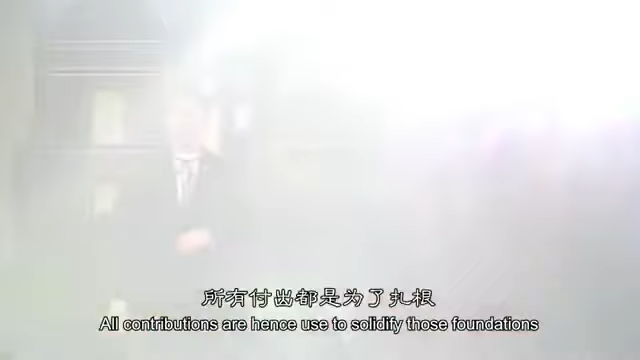 所有付出都是为了扎根
All contributions are hence use to solidify those foundations